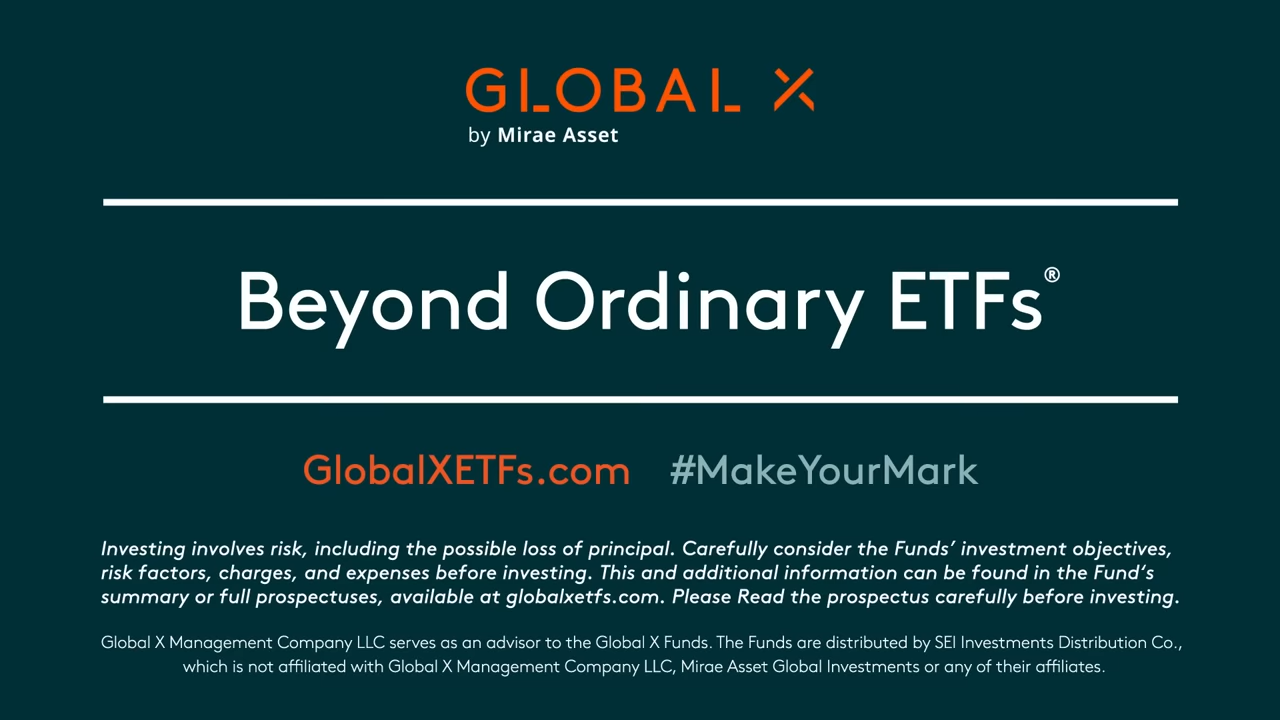 GLOBAL X
by Mirae Asset
Beyond Ordinary ETFs®
GlobalXETFs.com #MakeYourMark
Investing involves risk, including the possible loss of principal. Carefully consider the Funds’ investment objectives,
risk factors, charges, and expenses before investing. This and additional information can be found in the Fund‘s
summary or full prospectuses, available at globalxetfs.com. Please Read the prospectus carefully before investing.
Global X Management Company LLC serves as an advisor to the Global X Funds. The Funds are distributed by SEI Investments Distribution Co.,
which is not affiliated with Global X Management Company LLC, Mirae Asset Global Investments or any of their affiliates.